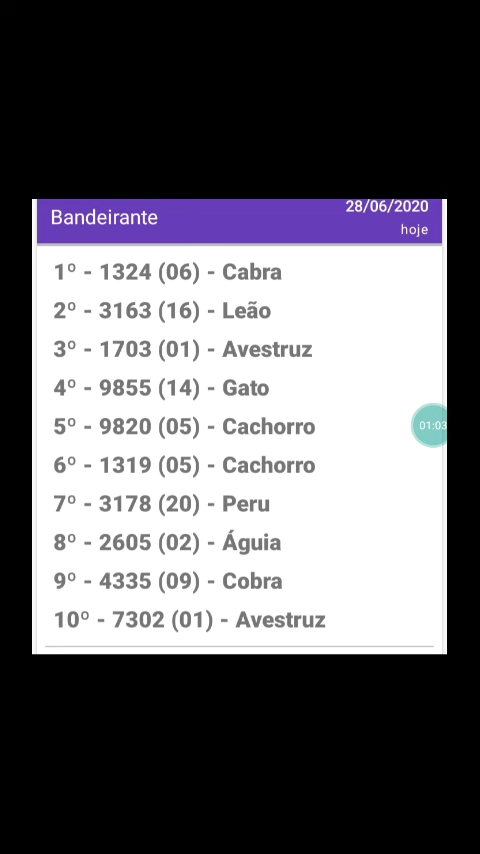 28/06/2020
Bandeirante
hoje
1º - 1324 (06) - Cabra
2º - 3163 (16) - Leão
3º - 1703 (01) - Avestruz
4º - 9855 (14) - Gato
5º - 9820 (05) - Cachorro
01:03
6º - 1319 (05) - Cachorro
7º - 3178 (20) - Peru
8º - 2605 (02) - Águia
9º - 4335 (09) - Cobra
10º - 7302 (01) - Avestruz